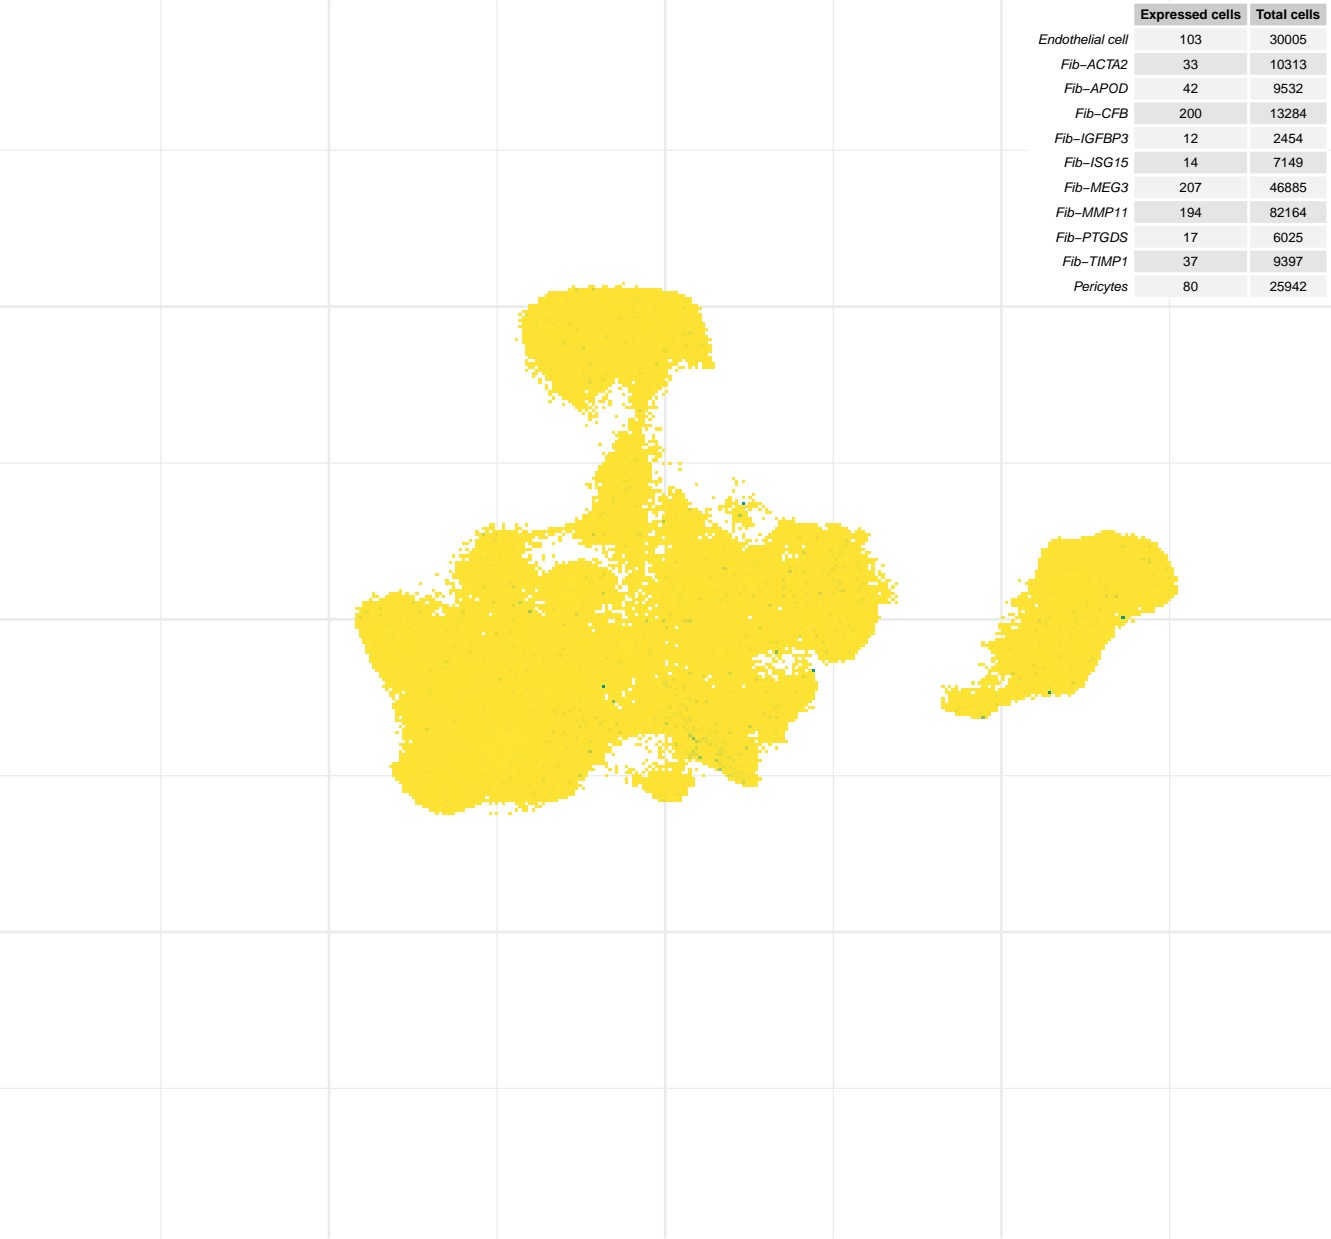 Expressed cells Total cells
Endothelial cell 103 30005
Fib−ACTA2 33 10313
Fib−APOD 42 9532
Fib−CFB 200 13284
Fib−IGFBP3 12 2454
Fib−ISG15 14 7149
Fib−MEG3 207 46885
Fib−MMP11 194 82164
Fib−PTGDS 17 6025
Fib−TIMP1 37 9397
Pericytes 80 25942